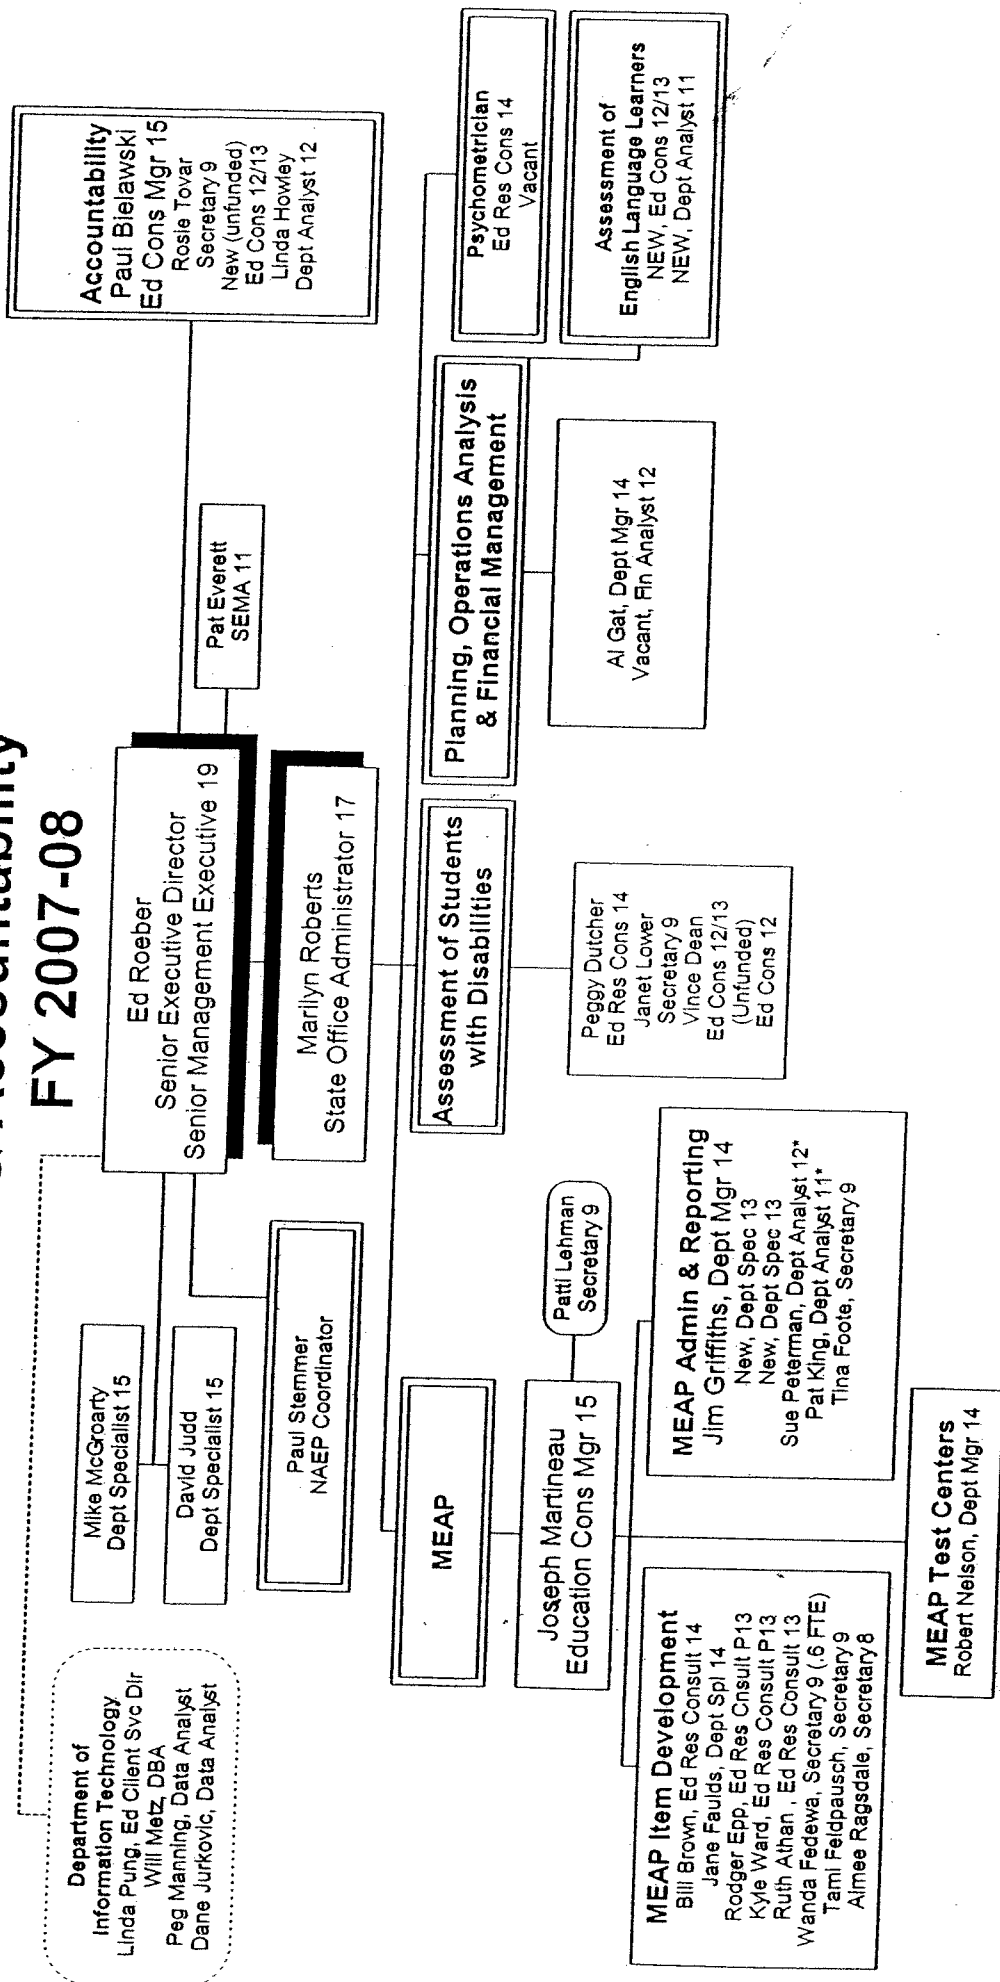 Accountability
FY 2007-08
Ed Roeber
Senior Executive Director
Senior Management Executive 19
Pat Everett
SEMA 11
Accountability
Paul Bielawski
Ed Cons Mgr 15
Rosie Tovar
Secretary 9
New (unfunded)
Ed Cons 12/13
Linda Howley
Dept Analyst 12
Department of
Information Technology
Linda Pung, Ed Client Svc Dir
Will Metz, DBA
Peg Manning, Data Analyst
Dane Jurkovic, Data Analyst
Mike McGroarty
Dept Specialist 15
David Judd
Dept Specialist 15
Paul Stemmer
NAEP Coordinator
Marilyn Roberts
State Office Administrator 17
MEAP
Joseph Martineau
Education Cons Mgr 15
Patti Lehman
Secretary 9
MEAP Item Development
Bill Brown, Ed Res Consult 14
Jane Faulds, Dept Spl 14
Rodger Epp, Ed Res Cnsult P13
Kyle Ward, Ed Res Consult P13
Ruth Athan , Ed Res Consult 13
Wanda Fedewa, Secretary 9 (.6 FTE)
Tami Feldpausch, Secretary 9
Aimee Ragsdale, Secretary 8
MEAP Admin & Reporting
Jim Griffiths, Dept Mgr 14
New, Dept Spec 13
New, Dept Spec 13
Sue Peterman, Dept Analyst 12*
Pat King, Dept Analyst 11*
Tina Foote, Secretary 9
MEAP Test Centers
Robert Nelson, Dept Mgr 14
Assessment of Students
with Disabilities
Peggy Dutcher
Ed Res Cons 14
Janet Lower
Secretary 9
Vince Dean
Ed Cons 12/13
(Unfunded)
Ed Cons 12
Planning, Operations Analysis
& Financial Management
Al Gat, Dept Mgr 14
Vacant, Fin Analyst 12
Psychometrician
Ed Res Cons 14
Vacant
Assessment of
English Language Learners
NEW, Ed Cons 12/13
NEW, Dept Analyst 11